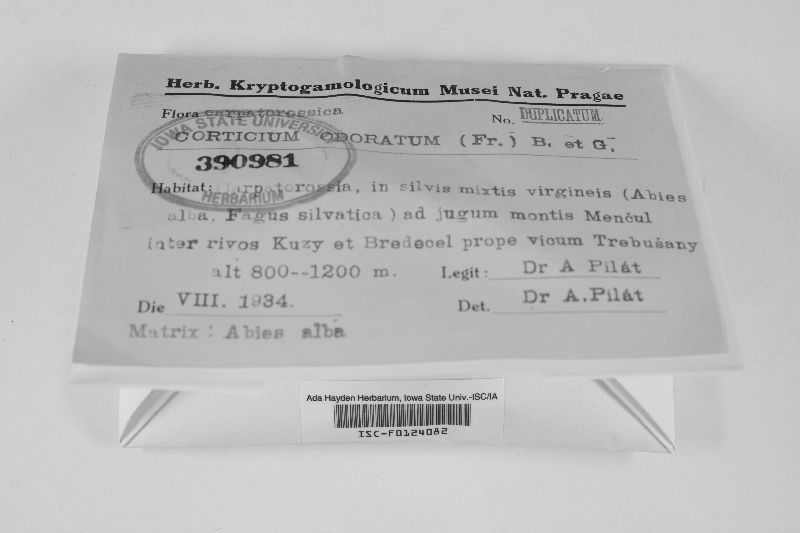 Herb. Kryptogamologicum Musei Nat. Pragae
Flora carpatorossica
No. DUPLICATUM
IOWA STATE UNIVERSITY
CORTICIUM ODORATUM (Fr.) B. et G.
390981
HERBARIUM
Habitat: Carpatorossia, in silvis mixtis virgineis (Abies
alba, Fagus silvatica) ad jugum montis Menčul
inter rivos Kuzy et Bredecel prope vicum Trebušany
alt 800--1200 m.
Legit: Dr A Pilát
Die VIII. 1934.
Det. Dr A.Pilát
Matrix: Abies alba
Ada Hayden Herbarium, Iowa State Univ.-ISC/IA
ISC-F0124082